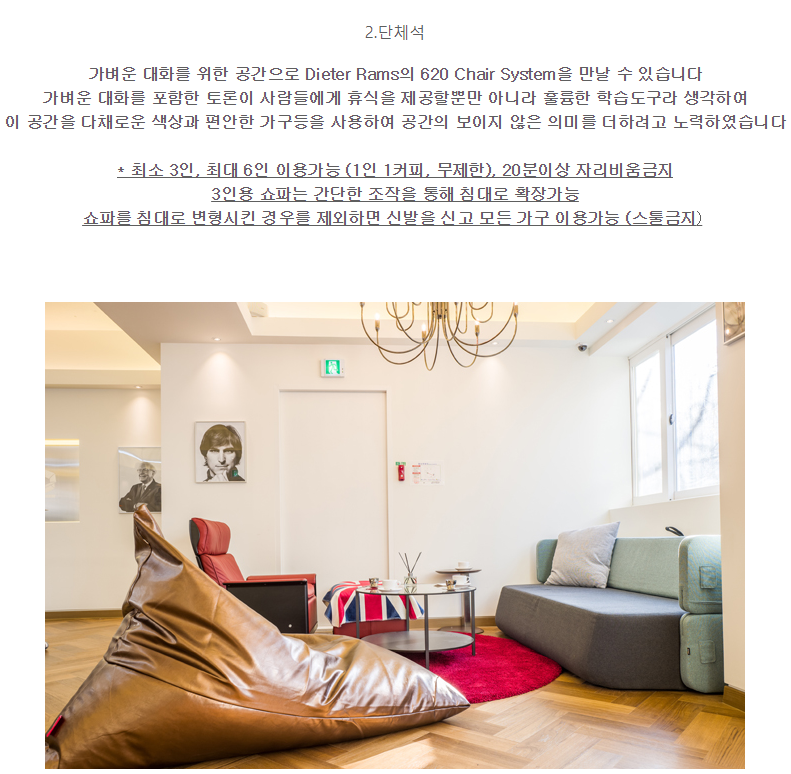 2.단체석
가벼운 대화를 위한 공간으로 Dieter Rams의 620 Chair System을 만날 수 있습니다
가벼운 대화를 포함한 토론이 사람들에게 휴식을 제공할뿐만 아니라 훌륭한 학습도구라 생각하여
이 공간을 다채로운 색상과 편안한 가구등을 사용하여 공간의 보이지 않은 의미를 더하려고 노력하였습니다
* 최소 3인, 최대 6인 이용가능 (1인 1커피, 무제한), 20분이상 자리비움금지
3인용 쇼파는 간단한 조작을 통해 침대로 확장가능
쇼파를 침대로 변형시킨 경우를 제외하면 신발을 신고 모든 가구 이용가능 (스툴금지)